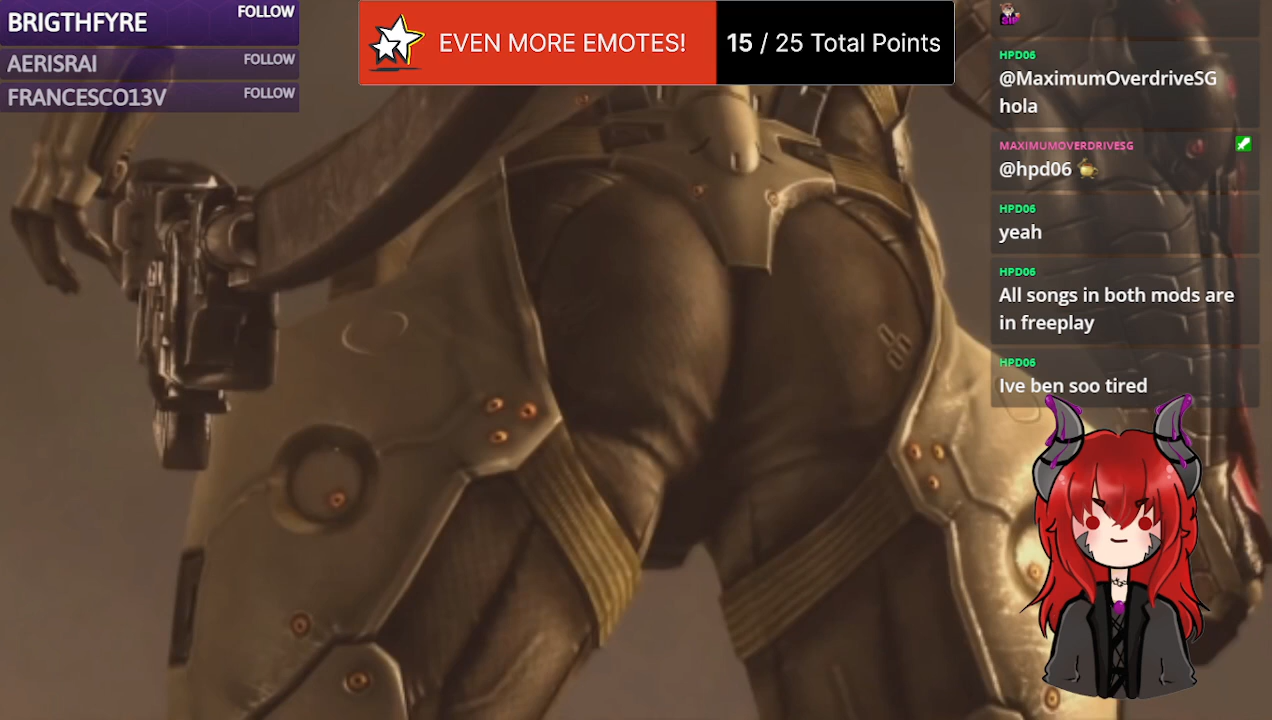 BRIGTHFYRE FOLLOW
AERISRAI FOLLOW
FRANCESCO13V FOLLOW
EVEN MORE EMOTES! 15 / 25 Total Points
SIP
HPD06
@MaximumOverdriveSG
hola
MAXIMUMOVERDRIVESG
@hpd06
HPD06
yeah
HPD06
All songs in both mods are
in freeplay
HPD06
Ive ben soo tired